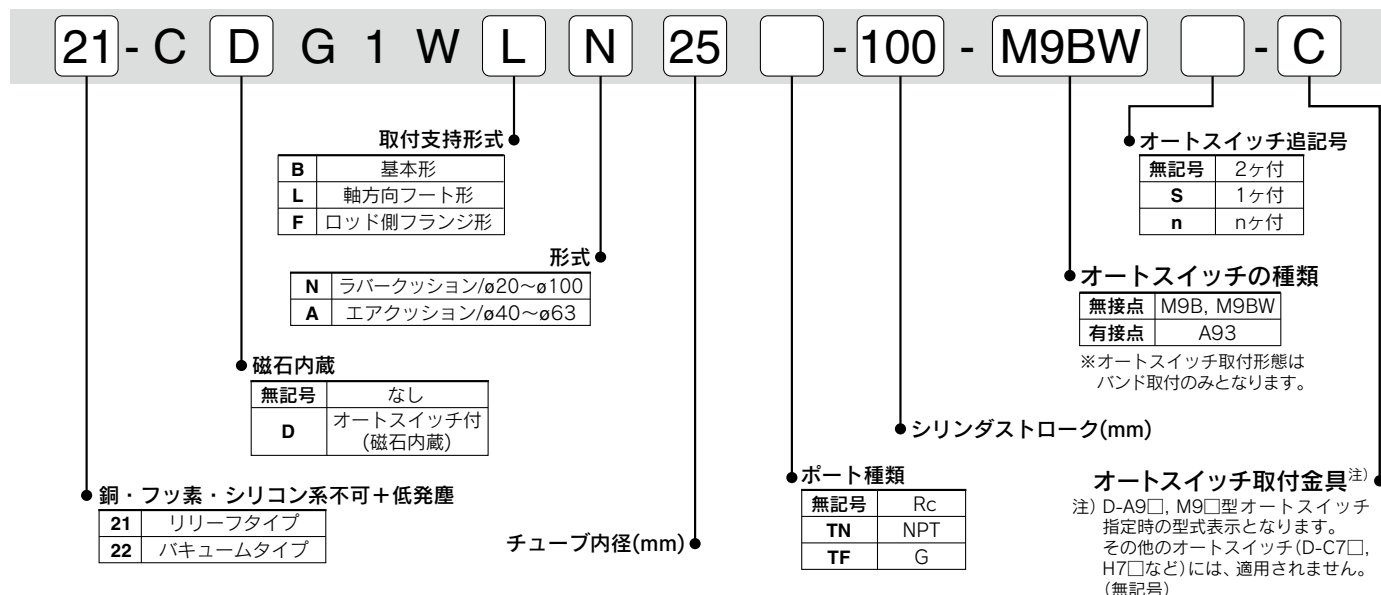 21 - C D G 1 W L N 25 - 100 - M9BW - C
取付支持形式
B 基本形
L 軸方向フート形
F ロッド側フランジ形
形式
N ラバークッション/ø20〜ø100
A エアクッション/ø40〜ø63
磁石内蔵
無記号 なし
D オートスイッチ付
(磁石内蔵)
銅・フッ素・シリコン系不可＋低発塵
21 リリーフタイプ
22 バキュームタイプ
チューブ内径(mm)
ポート種類
無記号 Rc
TN NPT
TF G
シリンダストローク(mm)
オートスイッチ追記号
無記号 2ヶ付
S 1ヶ付
n nヶ付
オートスイッチの種類
無接点 M9B, M9BW
有接点 A93
※オートスイッチ取付形態は
バンド取付のみとなります。
オートスイッチ取付金具注)
注) D-A9□, M9□型オートスイッチ
指定時の型式表示となります。
その他のオートスイッチ(D-C7□,
H7□など)には、適用されません。
(無記号)